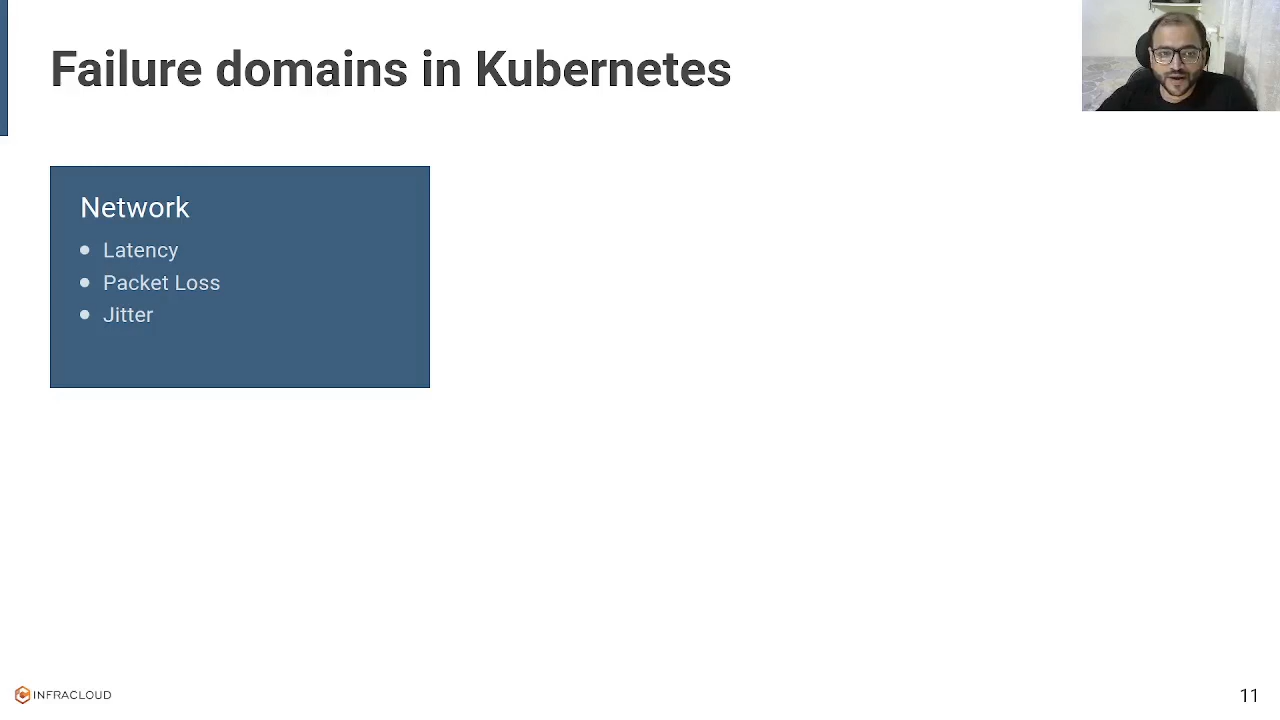 Failure domains in Kubernetes
Network
Latency
Packet Loss
Jitter
INFRACLOUD
11